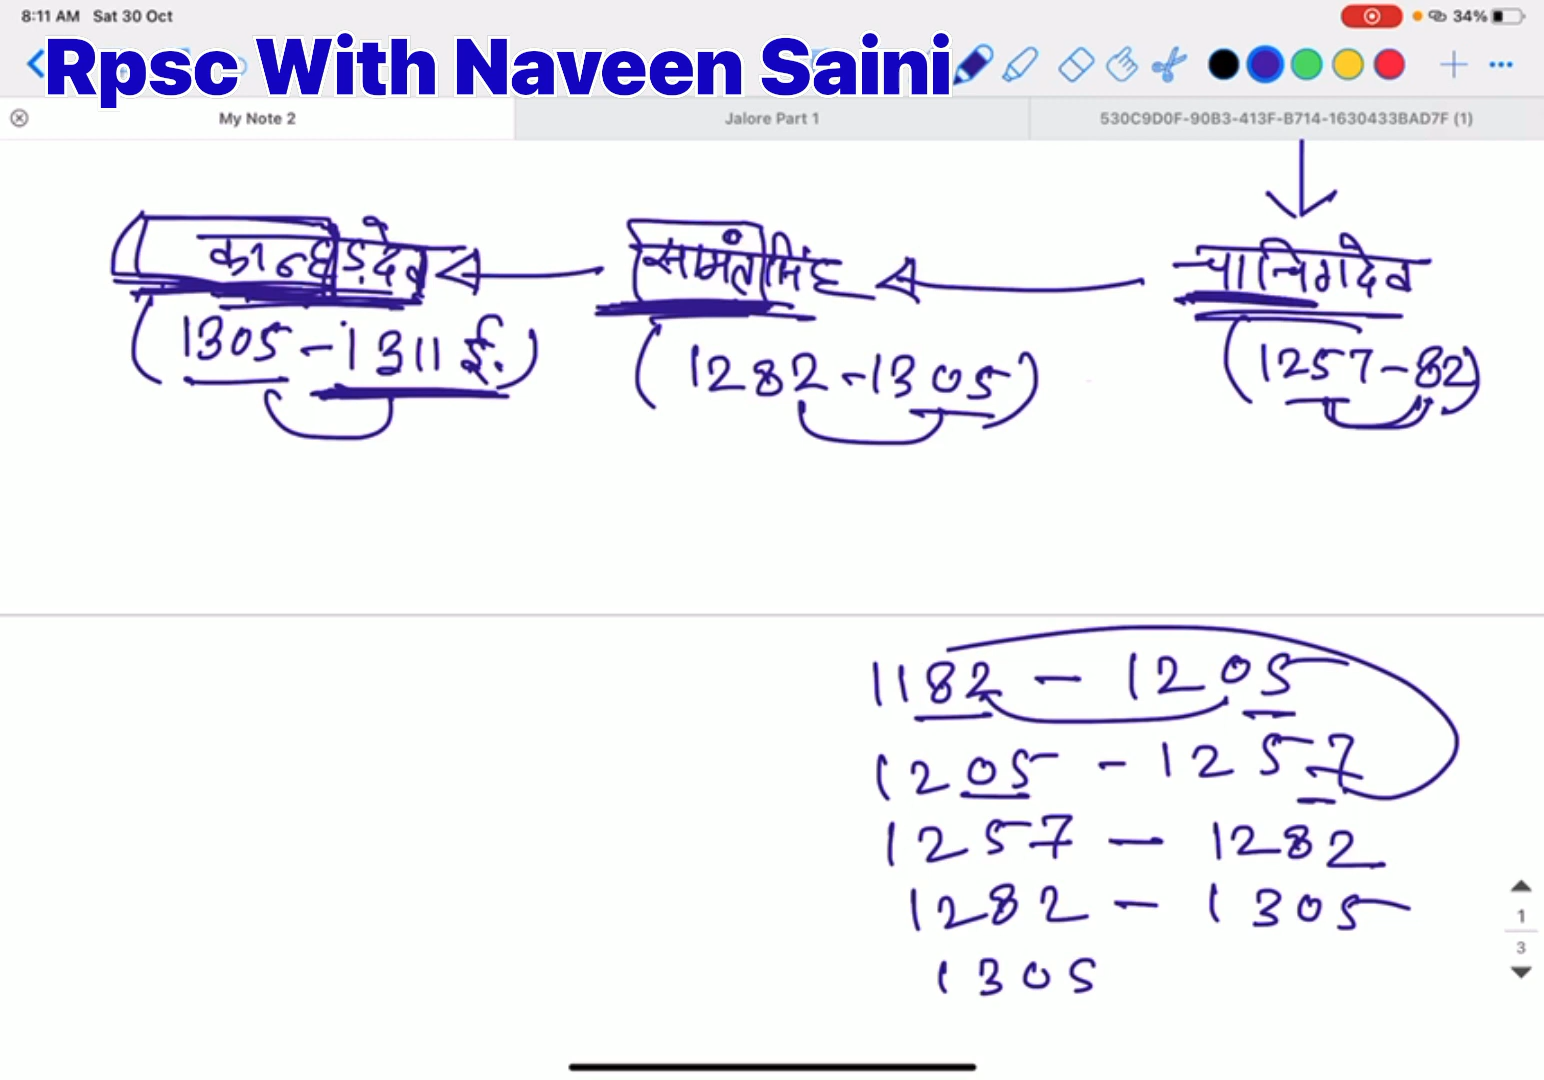 8:11 AM Sat 30 Oct
34%
Rpsc With Naveen Saini
My Note 2
Jalore Part 1
530C9D0F-90B3-413F-B714-1630433BAD7F (1)
कान्हड़देव
सामंतसिंह
चाचिगदेव
(1305-1311 ई.)
(1282-1305)
(1257-82)
1182 - 1205
1205 - 1257
1257 - 1282
1282 - 1305
1305
1
3